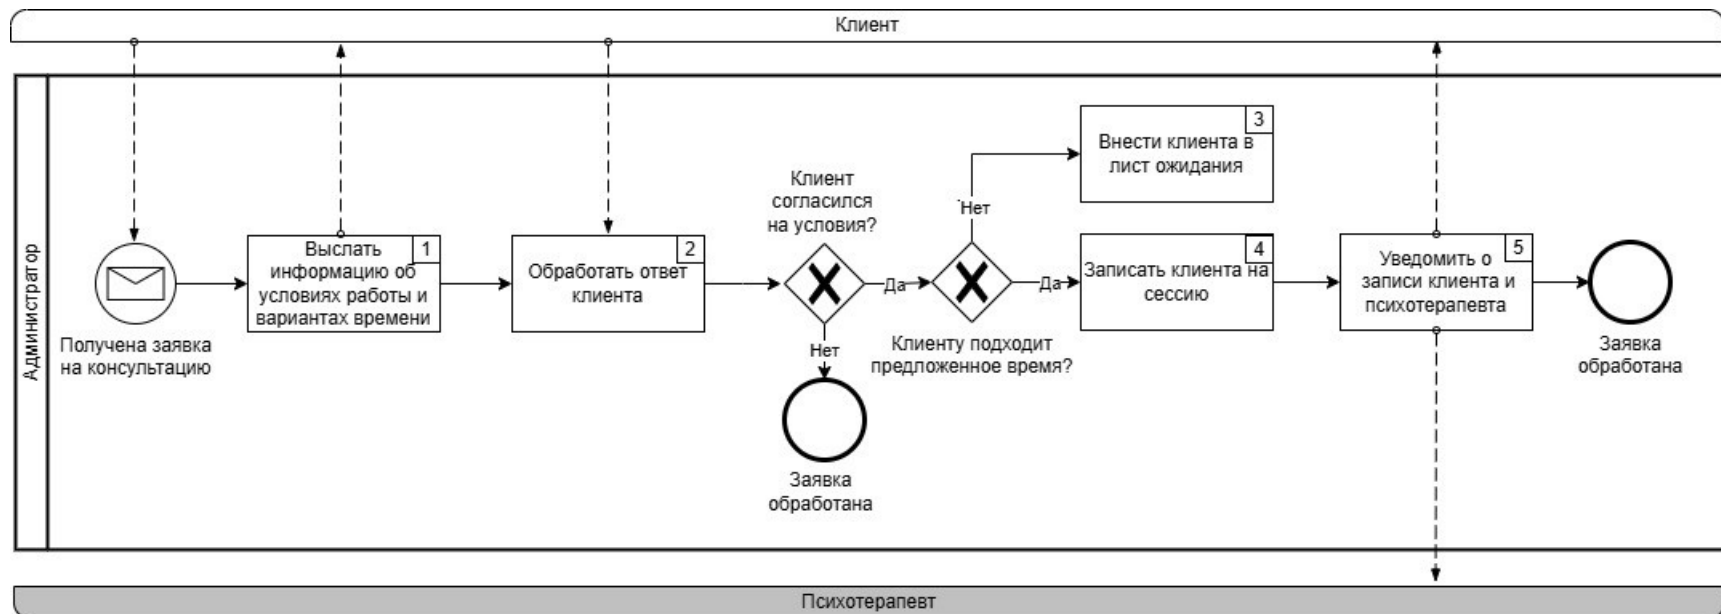 Клиент
Администратор
Получена заявка
на консультацию
1
Выслать
информацию об
условиях работы и
вариантах времени
2
Обработать ответ
клиента
Клиент
согласился
на условия?
Да
Нет
Заявка
обработана
Клиенту подходит
предложенное время?
Нет
3
Внести клиента в
лист ожидания
Да
4
Записать клиента на
сессию
5
Уведомить о
записи клиента и
психотерапевта
Заявка
обработана
Психотерапевт